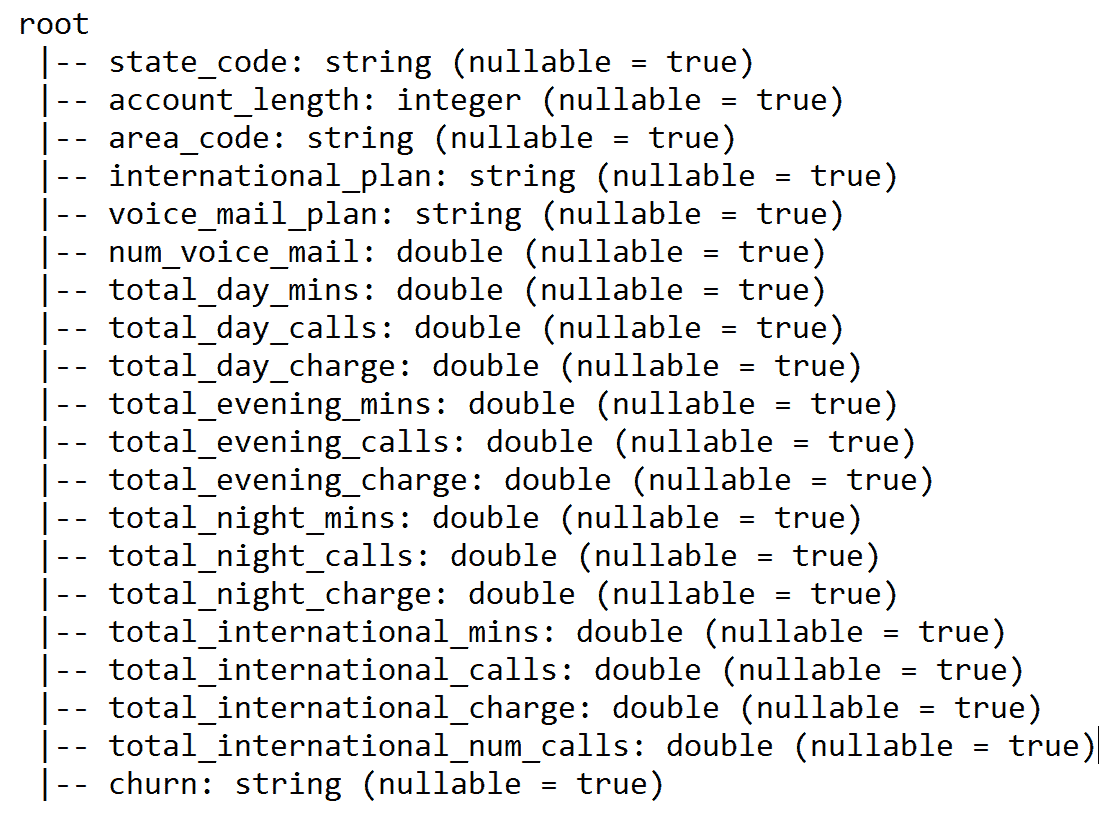 root
 |-- state_code: string (nullable = true)
 |-- account_length: integer (nullable = true)
 |-- area_code: string (nullable = true)
 |-- international_plan: string (nullable = true)
 |-- voice_mail_plan: string (nullable = true)
 |-- num_voice_mail: double (nullable = true)
 |-- total_day_mins: double (nullable = true)
 |-- total_day_calls: double (nullable = true)
 |-- total_day_charge: double (nullable = true)
 |-- total_evening_mins: double (nullable = true)
 |-- total_evening_calls: double (nullable = true)
 |-- total_evening_charge: double (nullable = true)
 |-- total_night_mins: double (nullable = true)
 |-- total_night_calls: double (nullable = true)
 |-- total_night_charge: double (nullable = true)
 |-- total_international_mins: double (nullable = true)
 |-- total_international_calls: double (nullable = true)
 |-- total_international_charge: double (nullable = true)
 |-- total_international_num_calls: double (nullable = true)
 |-- churn: string (nullable = true)